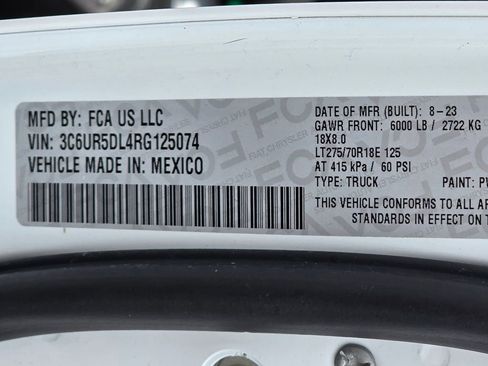 MFD BY: FCA US LLC
VIN: 3C6UR5DL4RG125074
VEHICLE MADE IN: MEXICO
DATE OF MFR (BUILT): 8-23
GAWR FRONT: 6000 LB / 2722 KG
18X8.0
LT275/70R18E 125
AT 415 kPa / 60 PSI
TYPE: TRUCK PAINT: P
THIS VEHICLE CONFORMS TO ALL A
STANDARDS IN EFFECT ON T